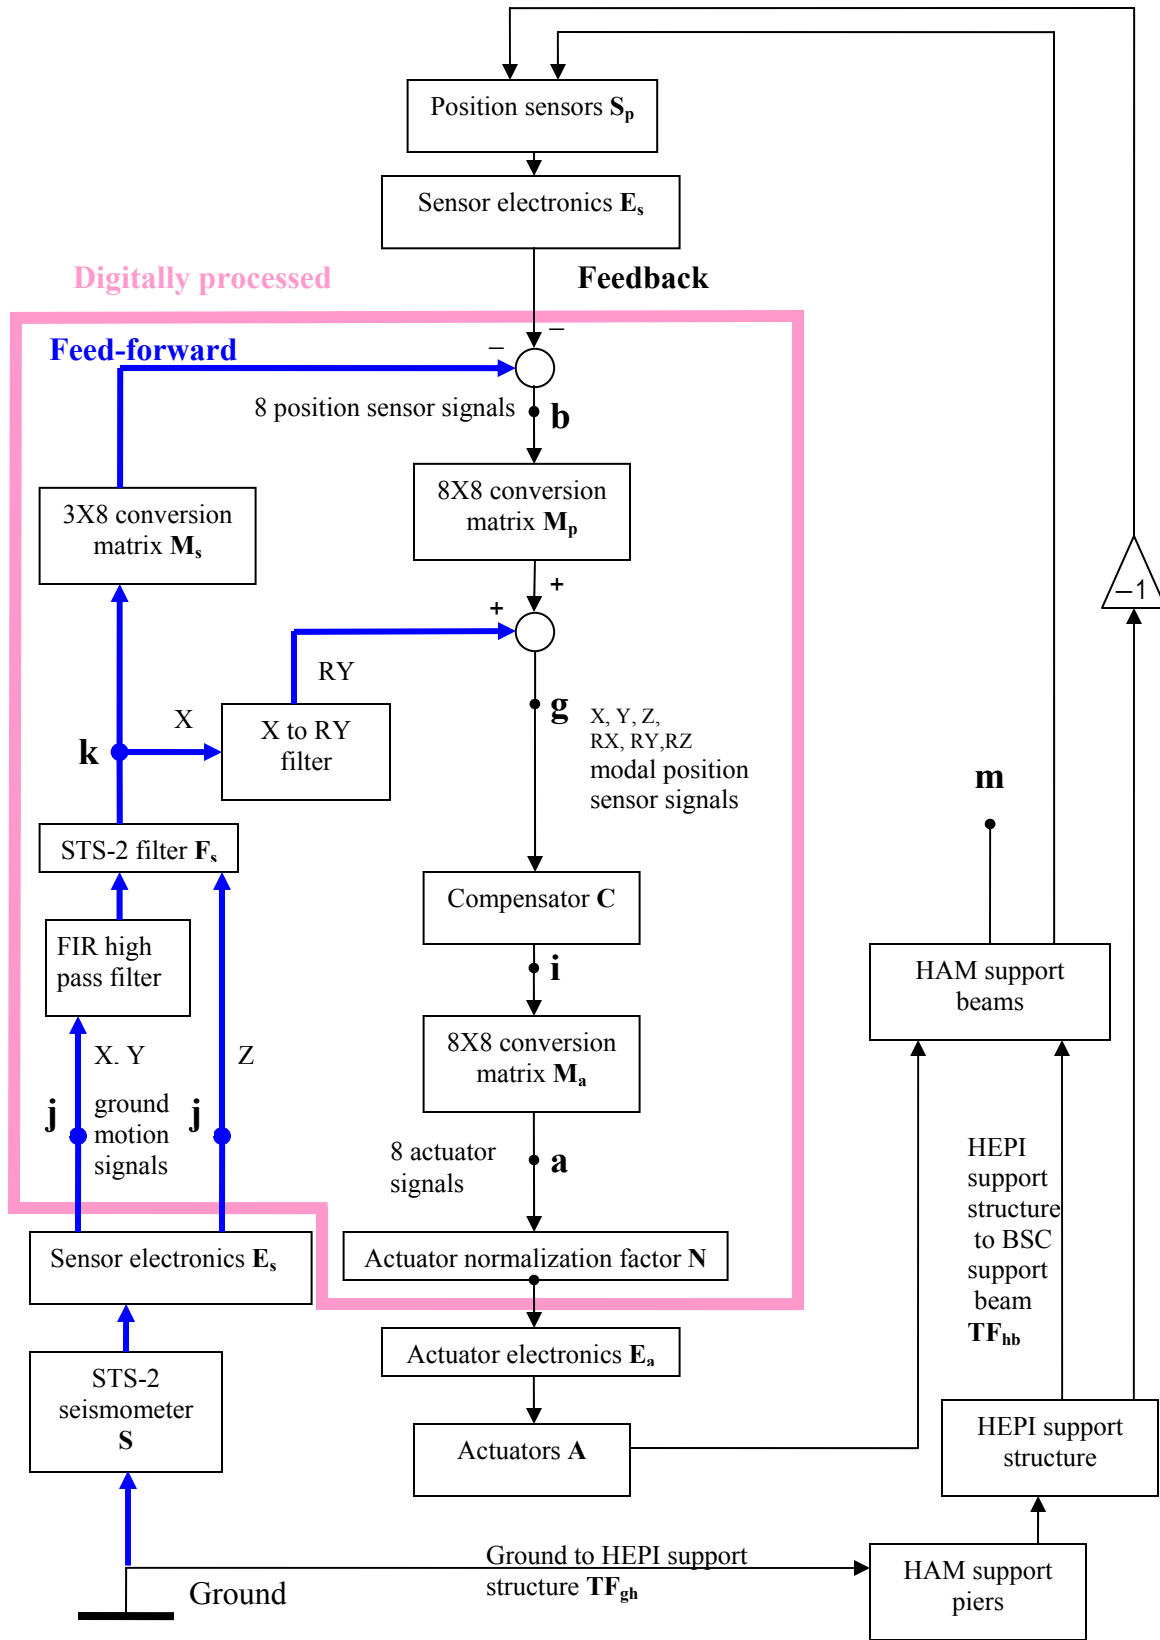 Position sensors Sp
Sensor electronics Es
Digitally processed
Feedback
–
Feed-forward
–
8 position sensor signals
b
3X8 conversion
matrix Ms
8X8 conversion
matrix Mp
+
+
–1
RY
X
k
X to RY
filter
g
X, Y, Z,
RX, RY,RZ
modal position
sensor signals
m
STS-2 filter Fs
Compensator C
FIR high
pass filter
i
HAM support
beams
X, Y
Z
8X8 conversion
matrix Ma
j
ground
motion
signals
j
8 actuator
signals
a
HEPI
support
structure
to BSC
support
beam
TFhb
Sensor electronics Es
Actuator normalization factor N
Actuator electronics Ea
STS-2
seismometer
S
Actuators A
HEPI support
structure
Ground to HEPI support
structure TFgh
Ground
HAM support
piers